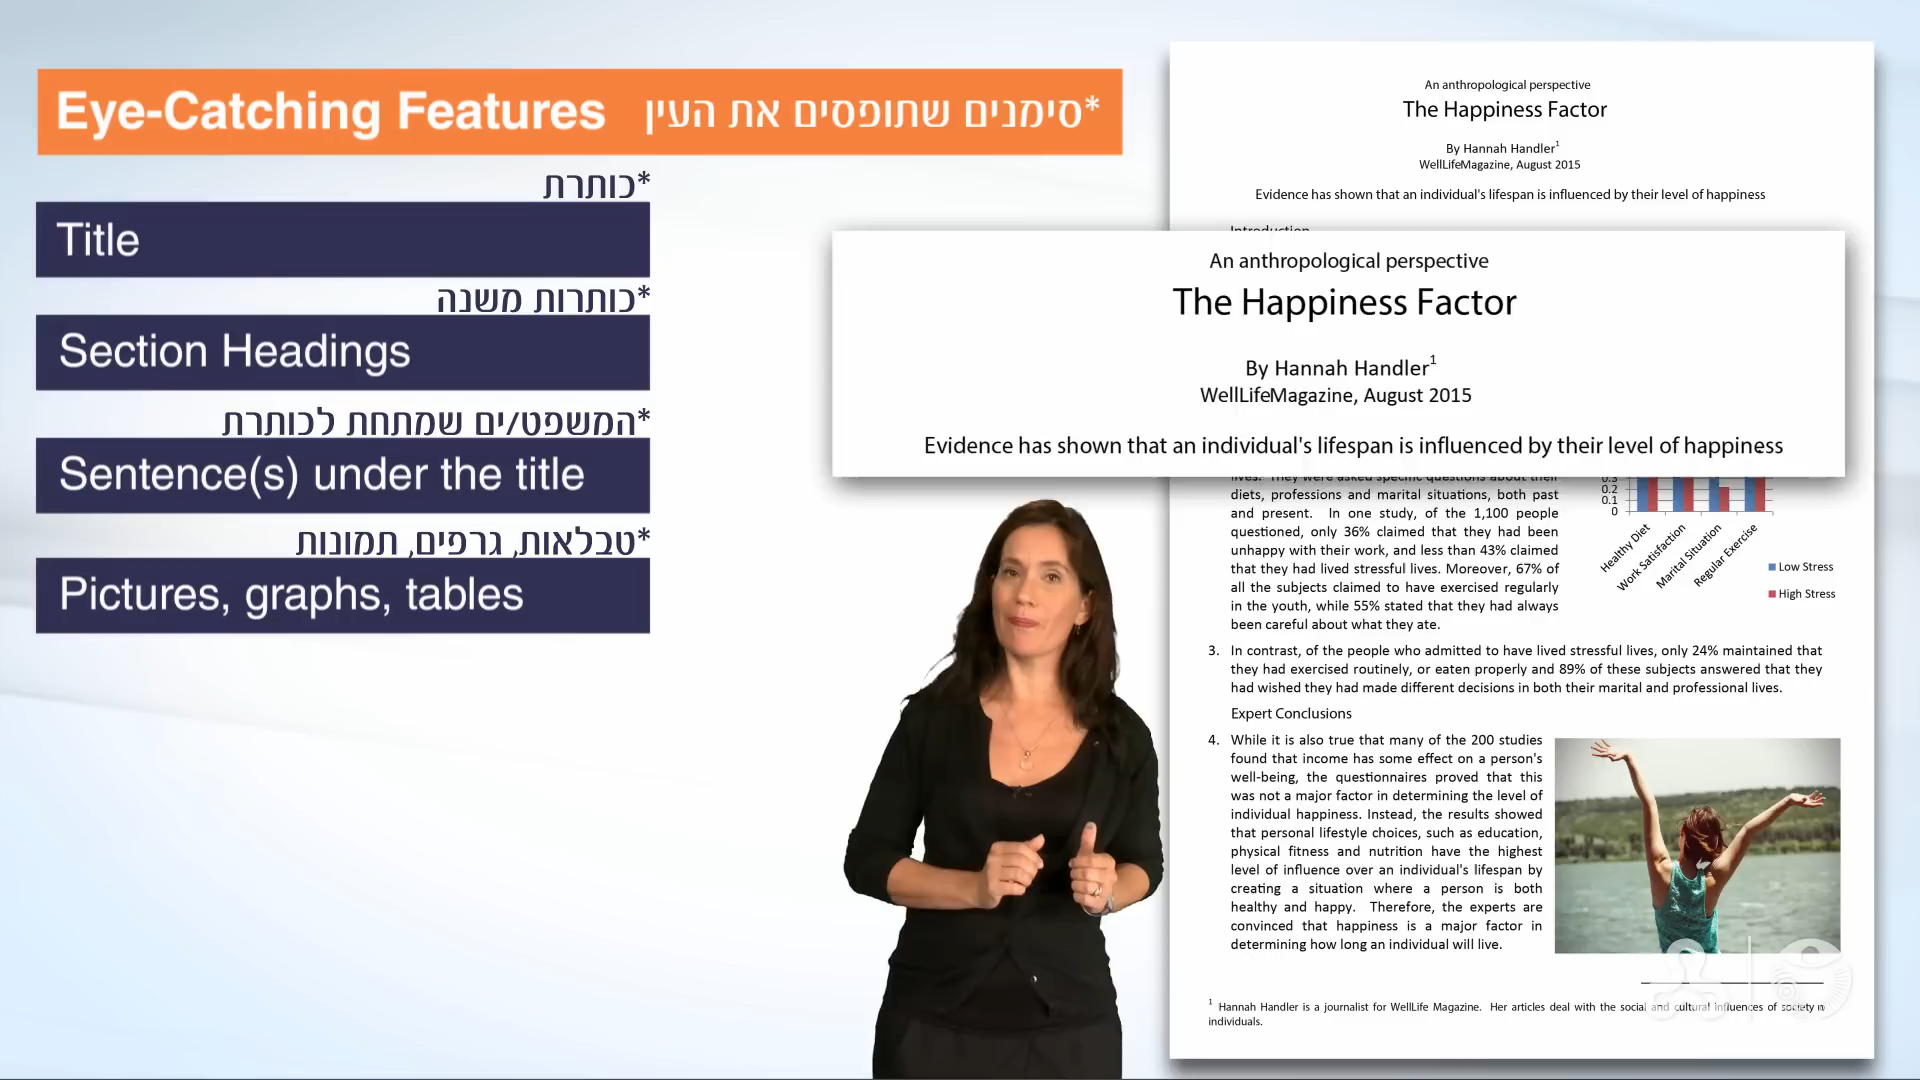 Eye-Catching Features *סימנים שתופסים את העין
*כותרת
Title
*כותרות משנה
Section Headings
*המשפט/ים שמתחת לכותרת
Sentence(s) under the title
*טבלאות, גרפים, תמונות
Pictures, graphs, tables
An anthropological perspective
The Happiness Factor
By Hannah Handler¹
WellLifeMagazine, August 2015
Evidence has shown that an individual's lifespan is influenced by their level of happiness
Introduction
An anthropological perspective
The Happiness Factor
By Hannah Handler¹
WellLifeMagazine, August 2015
Evidence has shown that an individual's lifespan is influenced by their level of happiness
lives. They were asked specific questions about their
diets, professions and marital situations, both past
and present. In one study, of the 1,100 people
questioned, only 36% claimed that they had been
unhappy with their work, and less than 43% claimed
that they had lived stressful lives. Moreover, 67% of
all the subjects claimed to have exercised regularly
in the youth, while 55% stated that they had always
been careful about what they ate.
0.3
0.2
0.1
0
Healthy Diet
Work Satisfaction
Marital Situation
Regular Exercise
Low Stress
High Stress
3. In contrast, of the people who admitted to have lived stressful lives, only 24% maintained that
they had exercised routinely, or eaten properly and 89% of these subjects answered that they
had wished they had made different decisions in both their marital and professional lives.
Expert Conclusions
4. While it is also true that many of the 200 studies
found that income has some effect on a person's
well-being, the questionnaires proved that this
was not a major factor in determining the level of
individual happiness. Instead, the results showed
that personal lifestyle choices, such as education,
physical fitness and nutrition have the highest
level of influence over an individual's lifespan by
creating a situation where a person is both
healthy and happy. Therefore, the experts are
convinced that happiness is a major factor in
determining how long an individual will live.
¹ Hannah Handler is a journalist for WellLife Magazine. Her articles deal with the social and cultural influences of society
individuals.